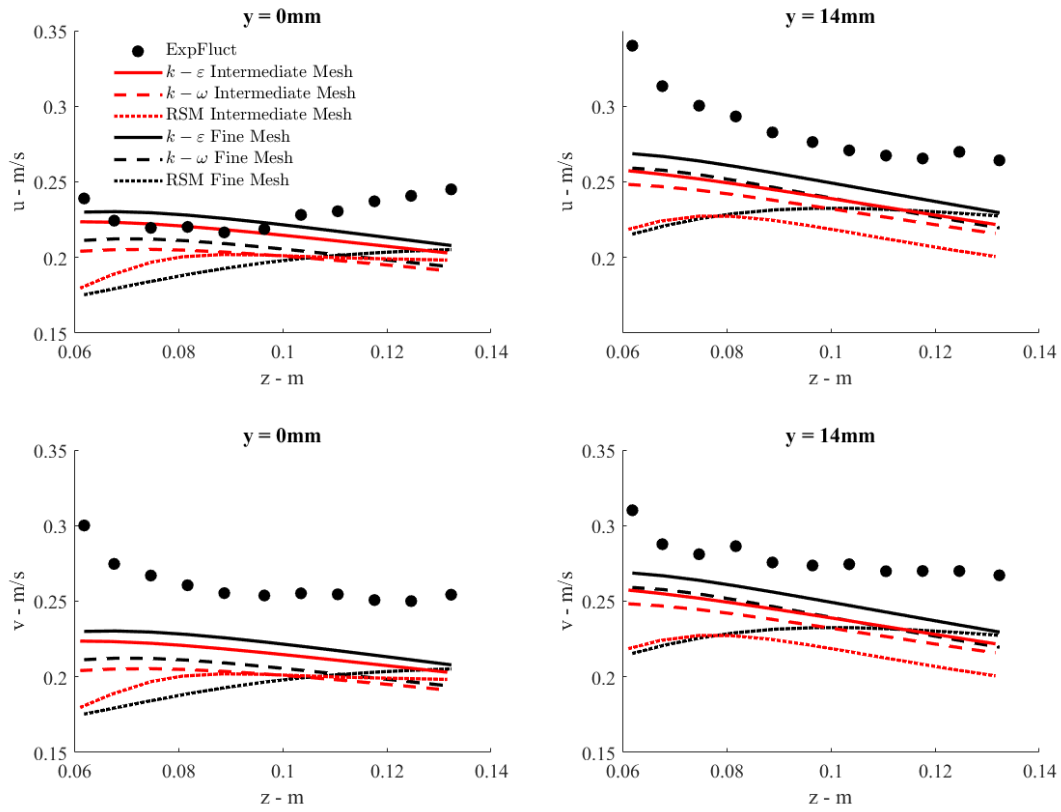 y = 0mm
0.35
0.3
0.25
0.2
0.15
u - m/s
ExpFluct
k − ε Intermediate Mesh
k − ω Intermediate Mesh
RSM Intermediate Mesh
k − ε Fine Mesh
k − ω Fine Mesh
RSM Fine Mesh
0.06 0.08 0.1 0.12 0.14
z - m
y = 14mm
0.35
0.3
0.25
0.2
0.15
u - m/s
0.06 0.08 0.1 0.12 0.14
z - m
y = 0mm
0.35
0.3
0.25
0.2
0.15
v - m/s
0.06 0.08 0.1 0.12 0.14
z - m
y = 14mm
0.35
0.3
0.25
0.2
0.15
v - m/s
0.06 0.08 0.1 0.12 0.14
z - m